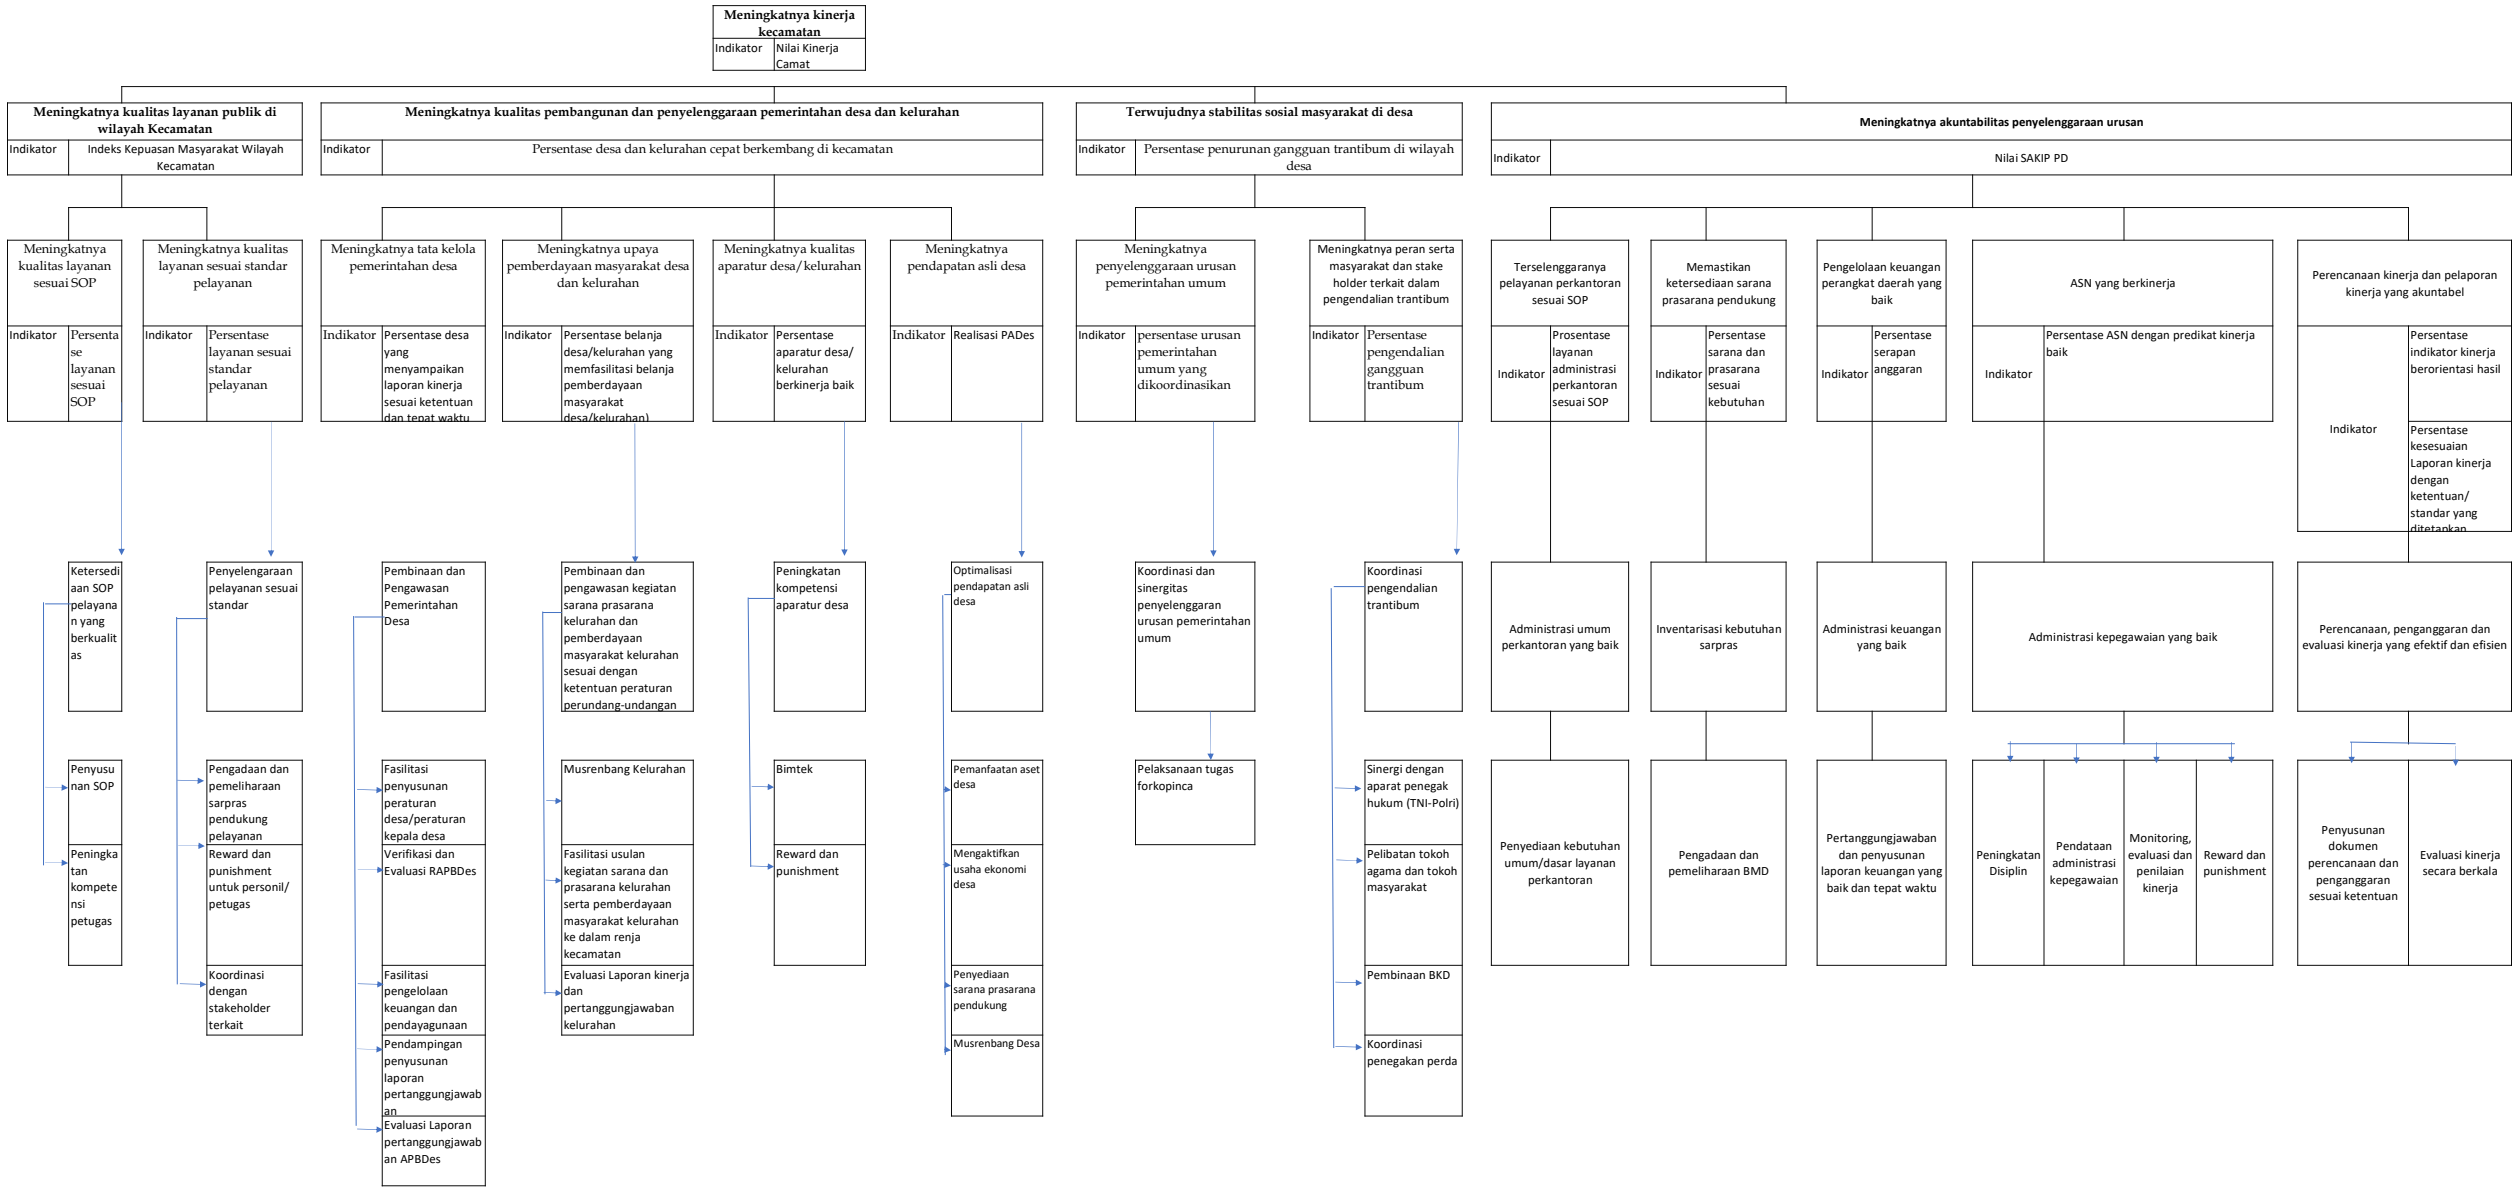 Meningkatnya kinerja
kecamatan
Indikator
Nilai Kinerja
Camat
Meningkatnya kualitas layanan publik di
wilayah Kecamatan
Indikator
Indeks Kepuasan Masyarakat Wilayah
Kecamatan
Meningkatnya kualitas pembangunan dan penyelenggaraan pemerintahan desa dan kelurahan
Indikator
Persentase desa dan kelurahan cepat berkembang di kecamatan
Terwujudnya stabilitas sosial masyarakat di desa
Indikator
Persentase penurunan gangguan trantibum di wilayah
desa
Meningkatnya akuntabilitas penyelenggaraan urusan
Indikator
Nilai SAKIP PD
Meningkatnya
kualitas layanan
sesuai SOP
Indikator
Persenta
se
layanan
sesuai
SOP
Meningkatnya kualitas
layanan sesuai standar
pelayanan
Indikator
Persentase
layanan sesuai
standar
pelayanan
Meningkatnya tata kelola
pemerintahan desa
Indikator
Persentase desa
yang
menyampaikan
laporan kinerja
sesuai ketentuan
dan tepat waktu
Meningkatnya upaya
pemberdayaan masyarakat desa
dan kelurahan
Indikator
Persentase belanja
desa/kelurahan yang
memfasilitasi belanja
pemberdayaan
masyarakat
desa/kelurahan)
Meningkatnya kualitas
aparatur desa/kelurahan
Indikator
Persentase
aparatur desa/
kelurahan
berkinerja baik
Meningkatnya
pendapatan asli desa
Indikator
Realisasi PADes
Meningkatnya
penyelenggaraan urusan
pemerintahan umum
Indikator
persentase urusan
pemerintahan
umum yang
dikoordinasikan
Meningkatnya peran serta
masyarakat dan stake
holder terkait dalam
pengendalian trantibum
Indikator
Persentase
pengendalian
gangguan
trantibum
Terselenggaranya
pelayanan perkantoran
sesuai SOP
Indikator
Prosentase
layanan
administrasi
perkantoran
sesuai SOP
Memastikan
ketersediaan sarana
prasarana pendukung
Indikator
Persentase
sarana dan
prasarana
sesuai
kebutuhan
Pengelolaan keuangan
perangkat daerah yang
baik
Indikator
Persentase
serapan
anggaran
ASN yang berkinerja
Indikator
Persentase ASN dengan predikat kinerja
baik
Perencanaan kinerja dan pelaporan
kinerja yang akuntabel
Indikator
Persentase
indikator kinerja
berorientasi hasil
Persentase
kesesuaian
Laporan kinerja
dengan
ketentuan/
standar yang
ditetapkan
Ketersedi
aan SOP
pelayana
n yang
berkualit
as
Penyelengaraan
pelayanan sesuai
standar
Pembinaan dan
Pengawasan
Pemerintahan
Desa
Pembinaan dan
pengawasan kegiatan
sarana prasarana
kelurahan dan
pemberdayaan
masyarakat kelurahan
sesuai dengan
ketentuan peraturan
perundang-undangan
Peningkatan
kompetensi
aparatur desa
Optimalisasi
pendapatan asli
desa
Koordinasi dan
sinergitas
penyelenggaran
urusan pemerintahan
umum
Koordinasi
pengendalian
trantibum
Administrasi umum
perkantoran yang baik
Inventarisasi kebutuhan
sarpras
Administrasi keuangan
yang baik
Administrasi kepegawaian yang baik
Perencanaan, penganggaran dan
evaluasi kinerja yang efektif dan efisien
Penyusu
nan SOP
Peningka
tan
kompete
nsi
petugas
Pengadaan dan
pemeliharaan
sarpras
pendukung
pelayanan
Reward dan
punishment
untuk personil/
petugas
Koordinasi
dengan
stakeholder
terkait
Fasilitasi
penyusunan
peraturan
desa/peraturan
kepala desa
Verifikasi dan
Evaluasi RAPBDes
Fasilitasi
pengelolaan
keuangan dan
pendayagunaan
Pendampingan
penyusunan
laporan
pertanggungjawab
an
Evaluasi Laporan
pertanggungjawab
an APBDes
Musrenbang Kelurahan
Fasilitasi usulan
kegiatan sarana dan
prasarana kelurahan
serta pemberdayaan
masyarakat kelurahan
ke dalam renja
kecamatan
Evaluasi Laporan kinerja
dan
pertanggungjawaban
kelurahan
Bimtek
Reward dan
punishment
Pemanfaatan aset
desa
Mengaktifkan
usaha ekonomi
desa
Penyediaan
sarana prasarana
pendukung
Musrenbang Desa
Pelaksanaan tugas
forkopinca
Sinergi dengan
aparat penegak
hukum (TNI-Polri)
Pelibatan tokoh
agama dan tokoh
masyarakat
Pembinaan BKD
Koordinasi
penegakan perda
Penyediaan kebutuhan
umum/dasar layanan
perkantoran
Pengadaan dan
pemeliharaan BMD
Pertanggungjawaban
dan penyusunan
laporan keuangan yang
baik dan tepat waktu
Peningkatan
Disiplin
Pendataan
administrasi
kepegawaian
Monitoring,
evaluasi dan
penilaian
kinerja
Reward dan
punishment
Penyusunan
dokumen
perencanaan dan
penganggaran
sesuai ketentuan
Evaluasi kinerja
secara berkala